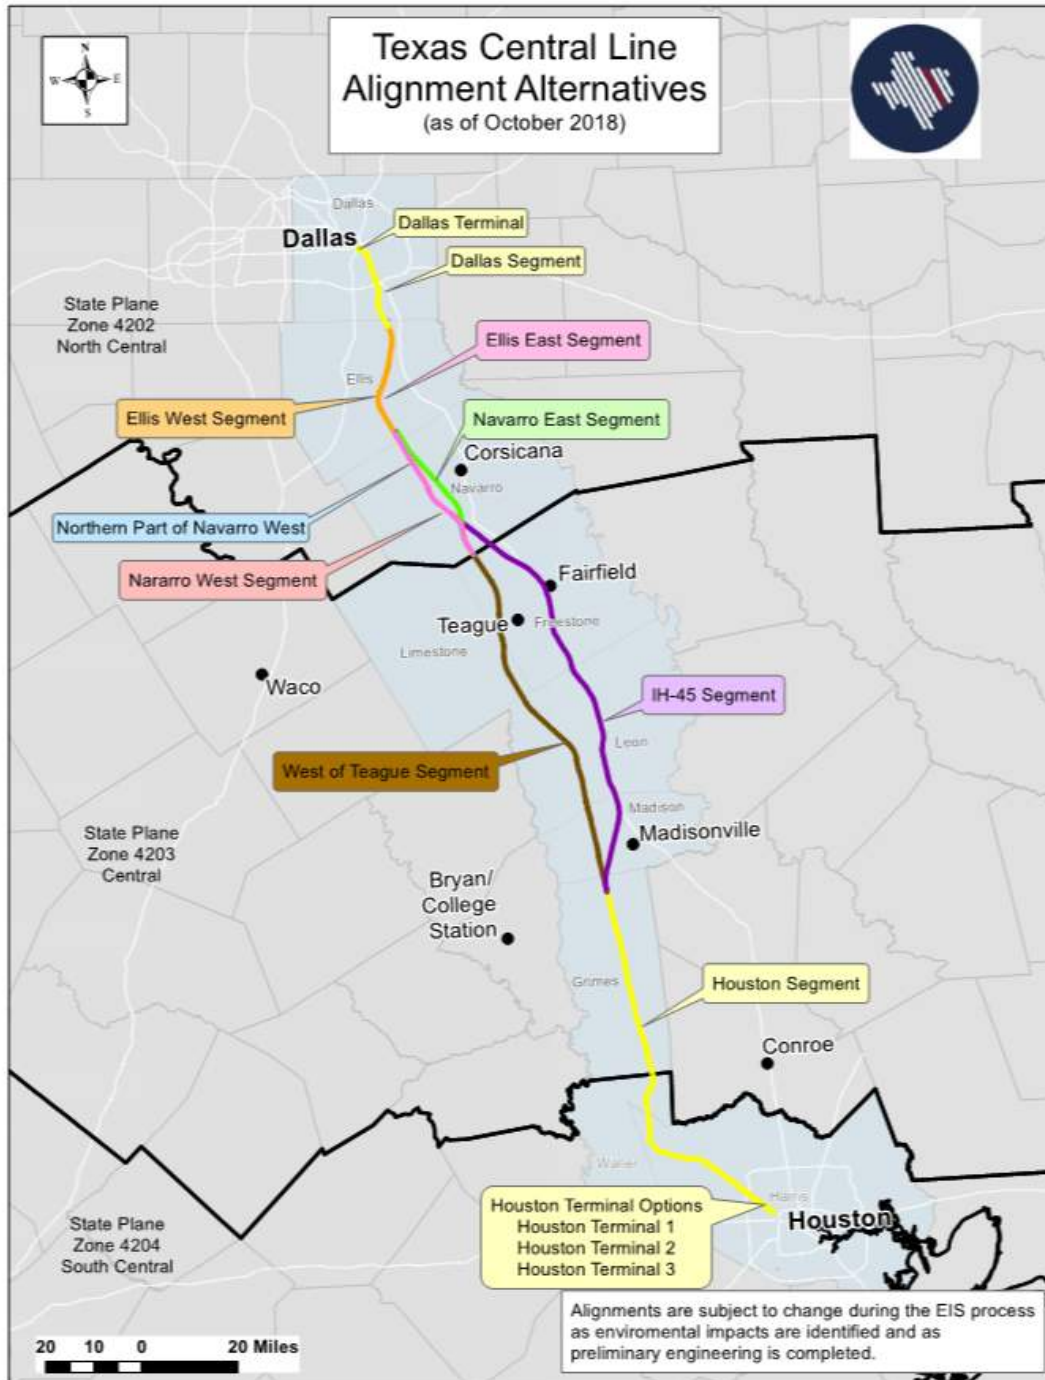 N
W E
S
Texas Central Line
Alignment Alternatives
(as of October 2018)
Dallas
Dallas
Dallas Terminal
Dallas Segment
State Plane
Zone 4202
North Central
Ellis East Segment
Ellis
Ellis West Segment
Navarro East Segment
Corsicana
Navarro
Northern Part of Navarro West
Nararro West Segment
Fairfield
Teague
Freestone
Limestone
Waco
IH-45 Segment
Leon
West of Teague Segment
Madison
Madisonville
State Plane
Zone 4203
Central
Bryan/
College
Station
Grimes
Houston Segment
Conroe
Waller
Harris
Houston Terminal Options
Houston Terminal 1
Houston Terminal 2
Houston Terminal 3
Houston
State Plane
Zone 4204
South Central
Alignments are subject to change during the EIS process
as enviromental impacts are identified and as
preliminary engineering is completed.
20 10 0 20 Miles